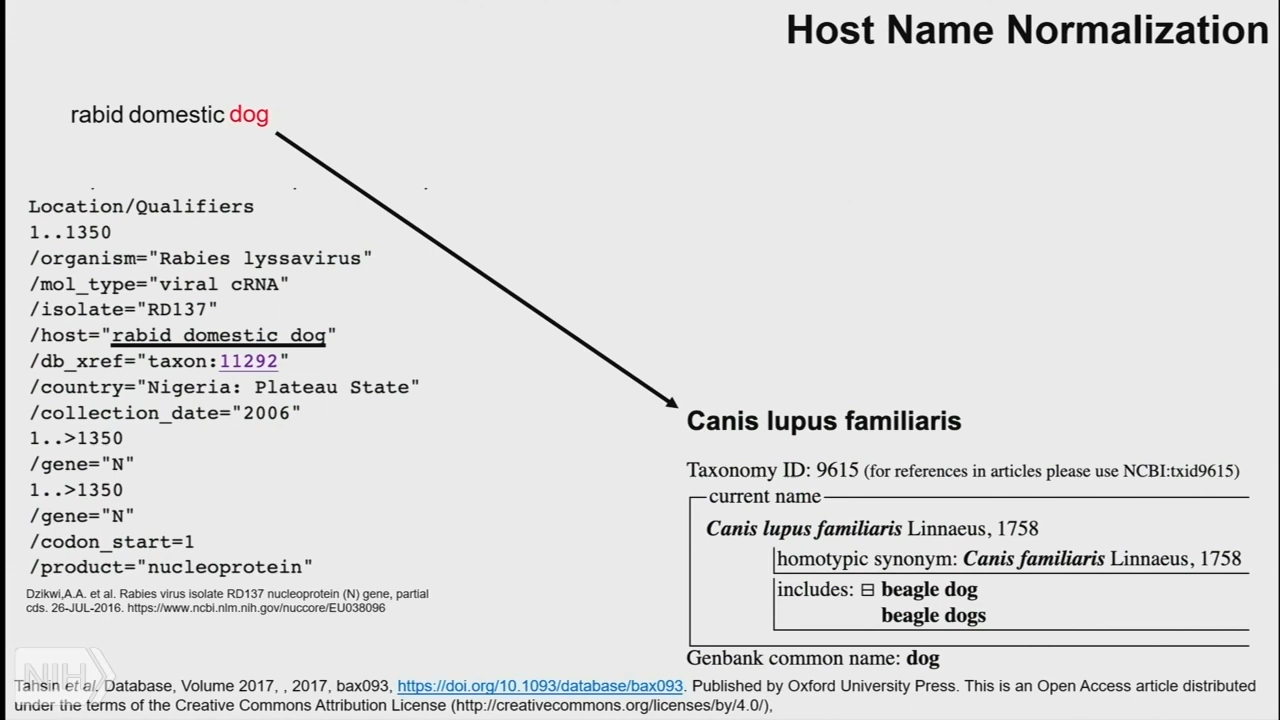 Host Name Normalization
rabid domestic dog
Location/Qualifiers
1..1350
/organism="Rabies lyssavirus"
/mol_type="viral cRNA"
/isolate="RD137"
/host="rabid domestic dog"
/db_xref="taxon:11292"
/country="Nigeria: Plateau State"
/collection_date="2006"
1..>1350
/gene="N"
1..>1350
/gene="N"
/codon_start=1
/product="nucleoprotein"
Dzikwi,A.A. et al. Rabies virus isolate RD137 nucleoprotein (N) gene, partial
cds. 26-JUL-2016. https://www.ncbi.nlm.nih.gov/nuccore/EU038096
Canis lupus familiaris
Taxonomy ID: 9615 (for references in articles please use NCBI:txid9615)
current name
Canis lupus familiaris Linnaeus, 1758
homotypic synonym: Canis familiaris Linnaeus, 1758
includes: ⊟ beagle dog
beagle dogs
Genbank common name: dog
NIH
Tahsin et al. Database, Volume 2017, , 2017, bax093, https://doi.org/10.1093/database/bax093. Published by Oxford University Press. This is an Open Access article distributed
under the terms of the Creative Commons Attribution License (http://creativecommons.org/licenses/by/4.0/),